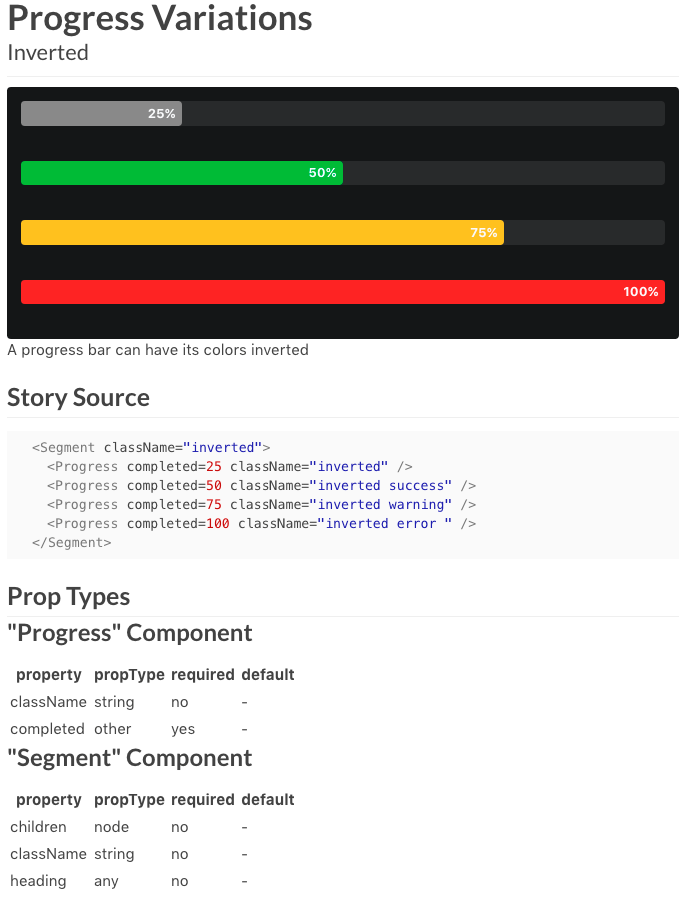 Progress Variations
Inverted
25%
50%
75%
100%
A progress bar can have its colors inverted
Story Source
<Segment className="inverted">
<Progress completed=25 className="inverted" />
<Progress completed=50 className="inverted success" />
<Progress completed=75 className="inverted warning" />
<Progress completed=100 className="inverted error " />
</Segment>
Prop Types
"Progress" Component
property propType required default
className string no -
completed other yes -
"Segment" Component
property propType required default
children node no -
className string no -
heading any no -